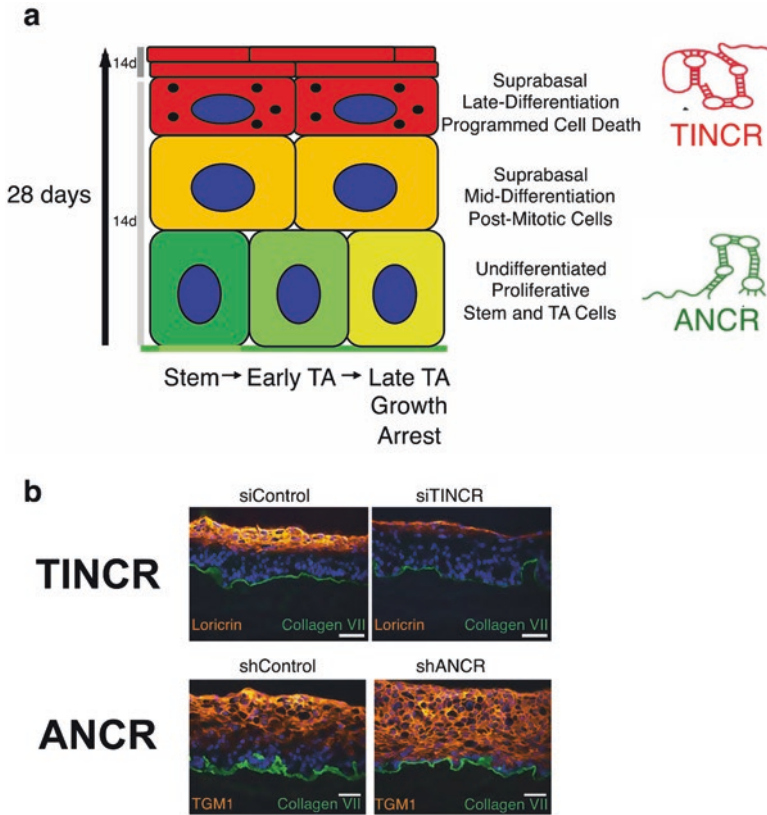 a
14d
28 days
14d
Suprabasal
Late-Differentiation
Programmed Cell Death
TINCR
Suprabasal
Mid-Differentiation
Post-Mitotic Cells
Undifferentiated
Proliferative
Stem and TA Cells
ANCR
Stem → Early TA → Late TA
Growth
Arrest
b
siControl
siTINCR
TINCR
Loricrin
Collagen VII
Loricrin
Collagen VII
shControl
shANCR
ANCR
TGM1
Collagen VII
TGM1
Collagen VII